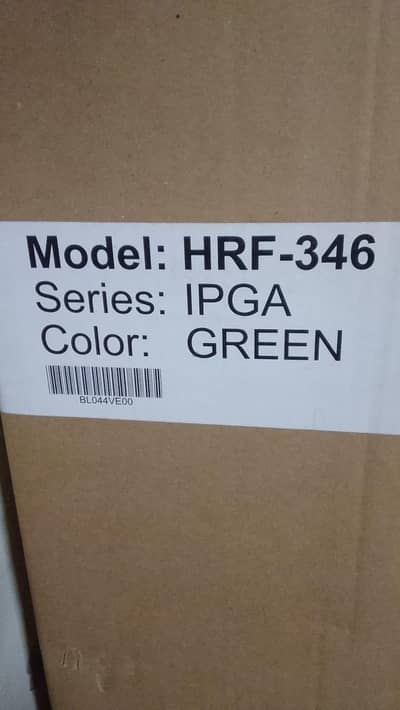 Model: HRF-346
Series: IPGA
Color: GREEN
BL044VE00